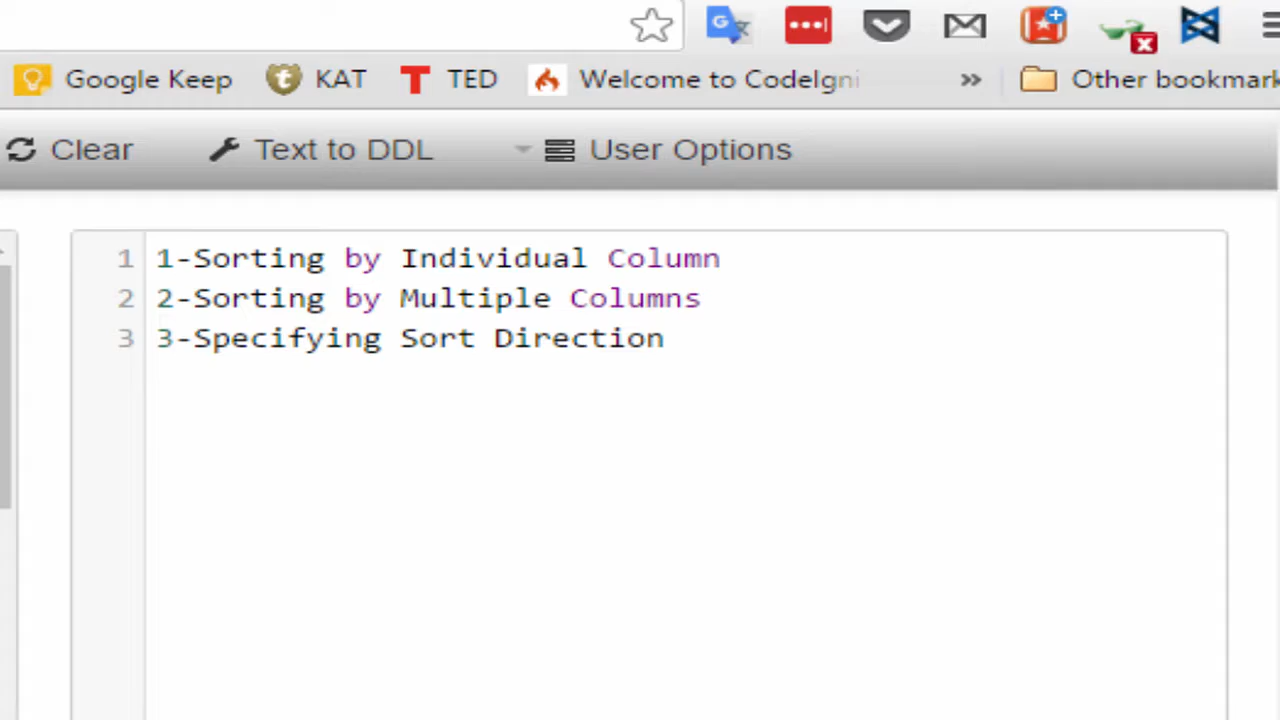 Google Keep KAT TED Welcome to CodeIgni » Other bookmark
Clear Text to DDL User Options
1 1-Sorting by Individual Column
2 2-Sorting by Multiple Columns
3 3-Specifying Sort Direction